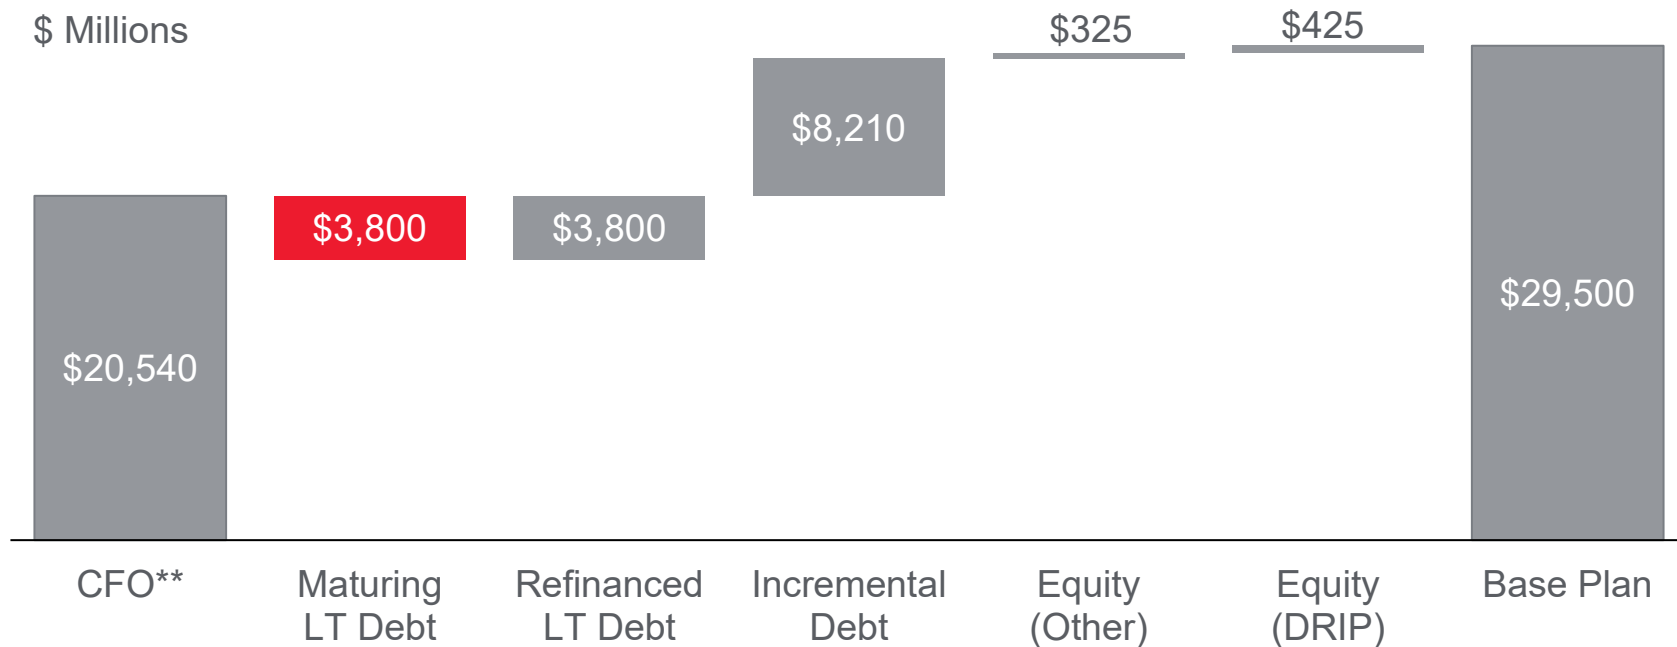 $ Millions
$325
$425
$8,210
$3,800
$3,800
$29,500
$20,540
CFO**
Maturing
LT Debt
Refinanced
LT Debt
Incremental
Debt
Equity
(Other)
Equity
(DRIP)
Base Plan